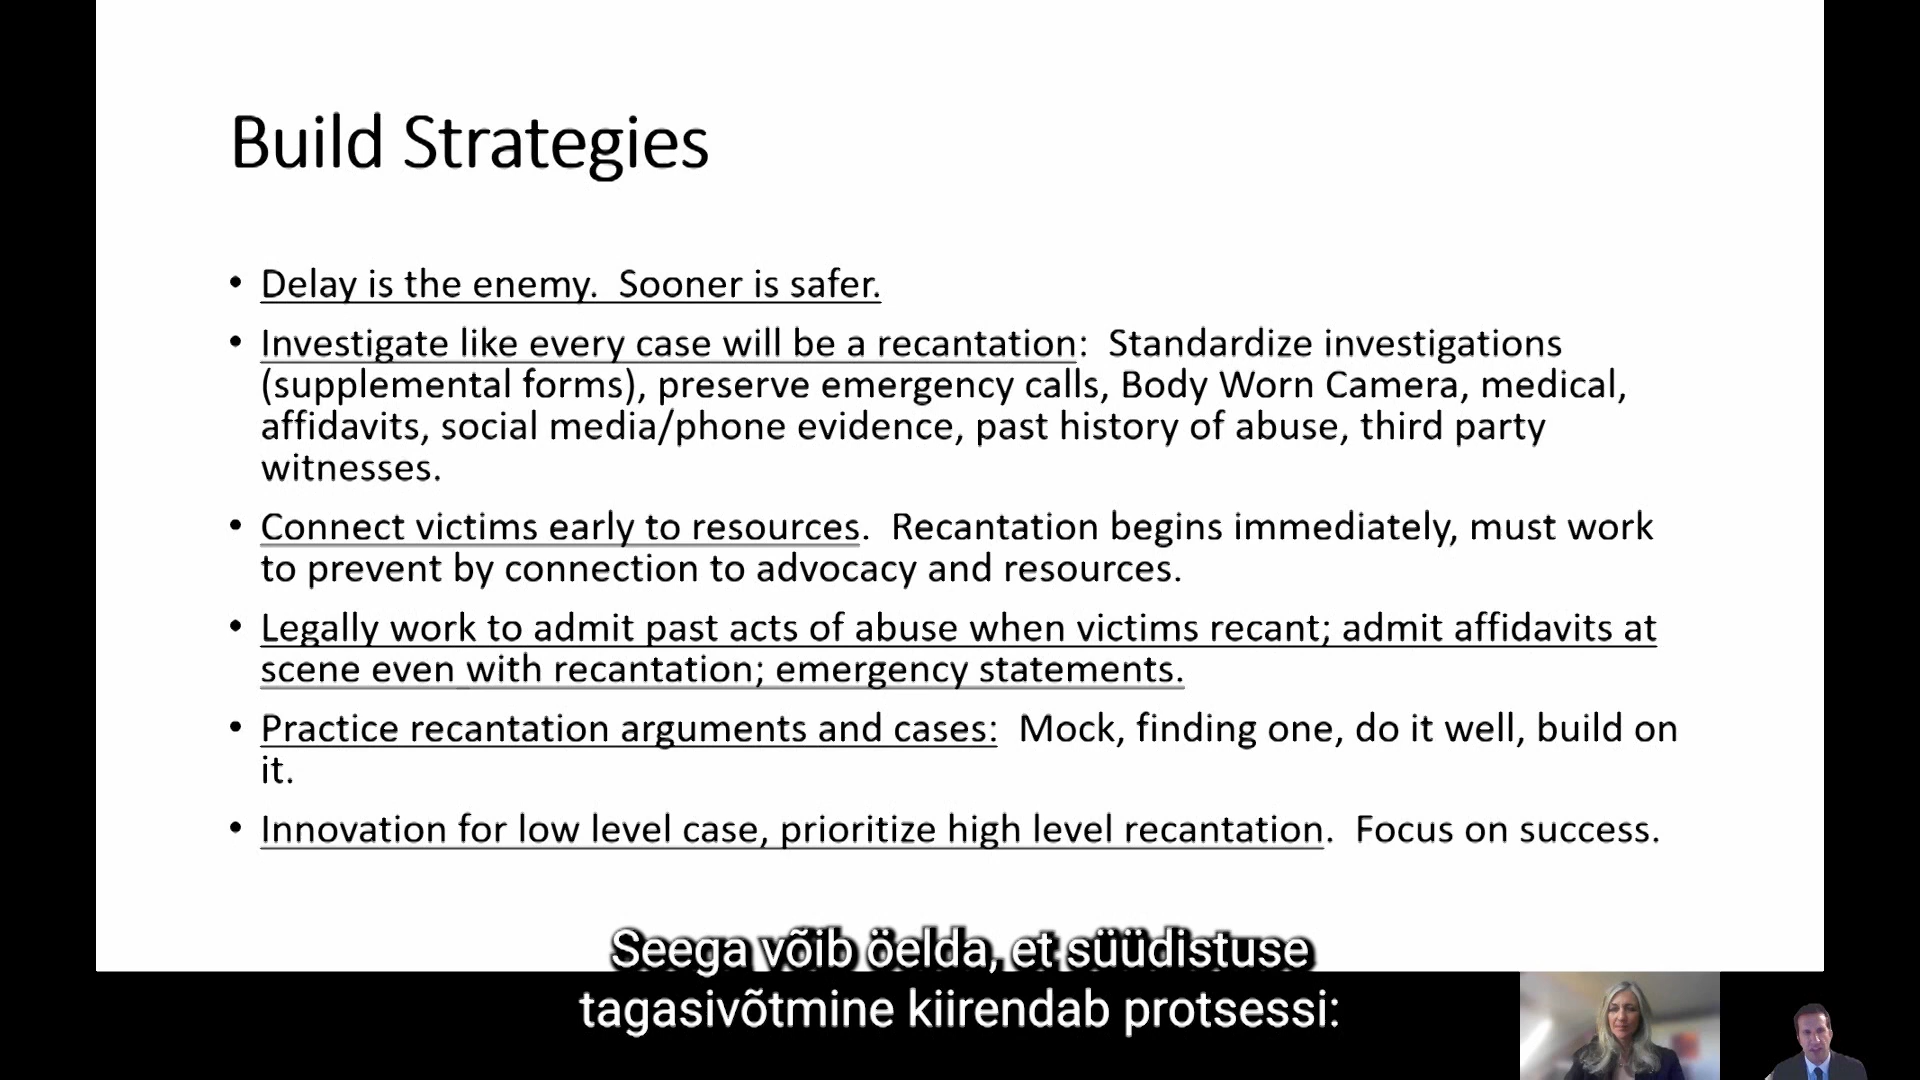 Build Strategies
• Delay is the enemy.  Sooner is safer.
• Investigate like every case will be a recantation:  Standardize investigations
(supplemental forms), preserve emergency calls, Body Worn Camera, medical,
affidavits, social media/phone evidence, past history of abuse, third party
witnesses.
• Connect victims early to resources.  Recantation begins immediately, must work
to prevent by connection to advocacy and resources.
• Legally work to admit past acts of abuse when victims recant; admit affidavits at
scene even with recantation; emergency statements.
• Practice recantation arguments and cases:  Mock, finding one, do it well, build on
it.
• Innovation for low level case, prioritize high level recantation.  Focus on success.
Seega võib öelda, et süüdistuse
tagasivõtmine kiirendab protsessi: